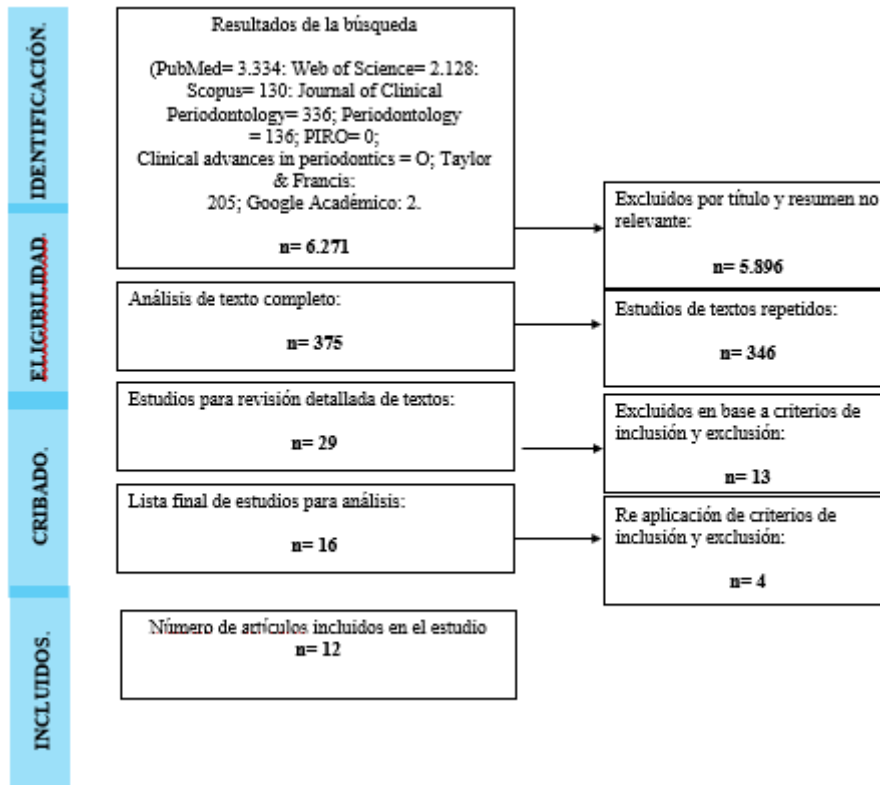 IDENTIFICACIÓN.
Resultados de la búsqueda
(PubMed= 3.334: Web of Science= 2.128:
Scopus= 130: Journal of Clinical
Periodontology= 336; Periodontology
= 136; PIRO= 0;
Clinical advances in periodontics = O; Taylor
& Francis:
205; Google Académico: 2.
n= 6.271
Excluidos por título y resumen no
relevante:
n= 5.896
ELIGIBILIDAD.
Análisis de texto completo:
n= 375
Estudios de textos repetidos:
n= 346
CRIBADO.
Estudios para revisión detallada de textos:
n= 29
Excluidos en base a criterios de
inclusión y exclusión:
n= 13
Lista final de estudios para análisis:
n= 16
Re aplicación de criterios de
inclusión y exclusión:
n= 4
INCLUIDOS.
Número de artículos incluidos en el estudio
n= 12